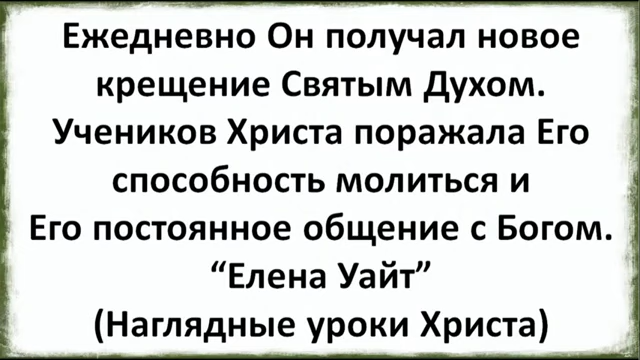 Ежедневно Он получал новое
крещение Святым Духом.
Учеников Христа поражала Его
способность молиться и
Его постоянное общение с Богом.
“Елена Уайт”
(Наглядные уроки Христа)